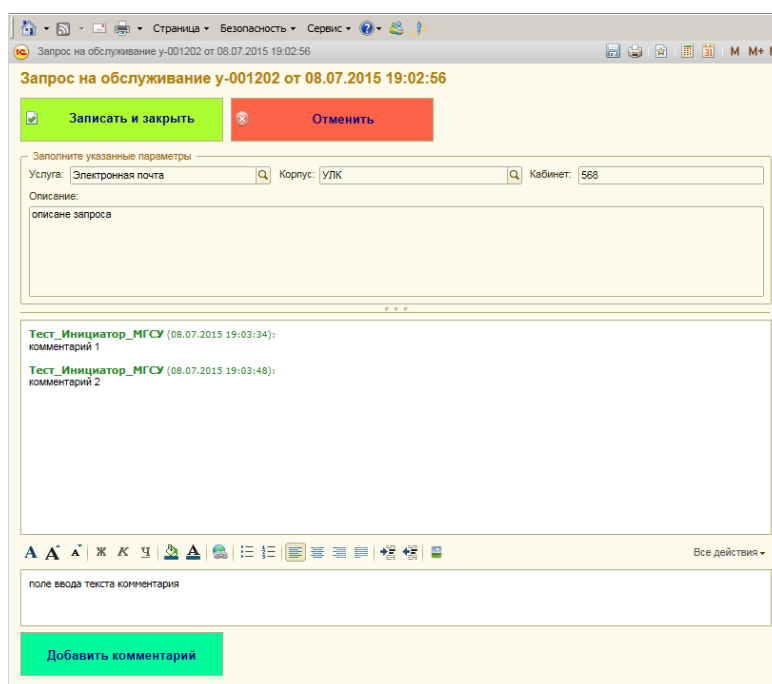 Страница Безопасность Сервис
Запрос на обслуживание у-001202 от 08.07.2015 19:02:56
M M+
Запрос на обслуживание у-001202 от 08.07.2015 19:02:56
Записать и закрыть Отменить
Заполните указанные параметры
Услуга: Электронная почта Корпус: УЛК Кабинет: 568
Описание:
описане запроса
Тест_Инициатор_МГСУ (08.07.2015 19:03:34):
комментарий 1
Тест_Инициатор_МГСУ (08.07.2015 19:03:48):
комментарий 2
A A A Ж К Ч A Все действия
поле ввода текста комментария
Добавить комментарий